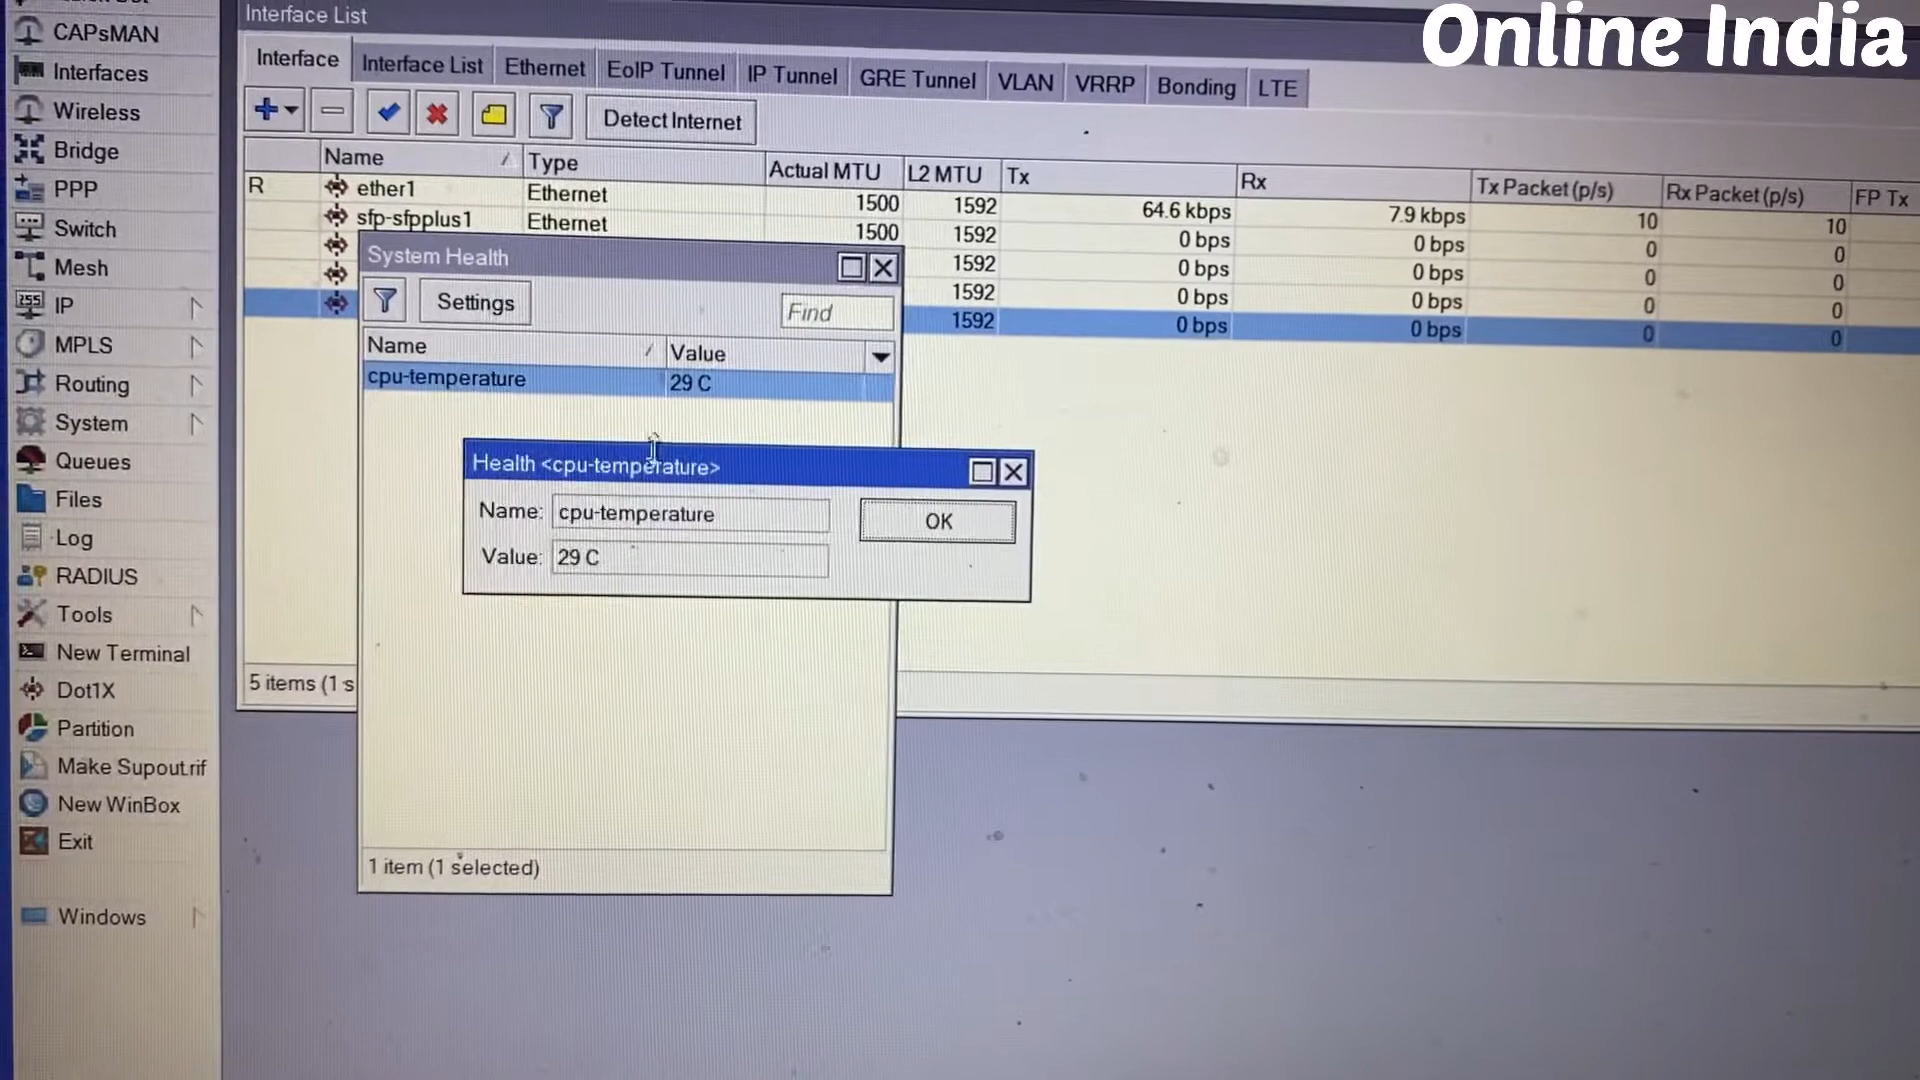 Online India
CAPsMAN
Interfaces
Wireless
Bridge
PPP
Switch
Mesh
255
IP
MPLS
Routing
System
Queues
Files
Log
RADIUS
Tools
New Terminal
Dot1X
Partition
Make Supout.rif
New WinBox
Exit
Windows
Interface List
Interface Interface List Ethernet EoIP Tunnel IP Tunnel GRE Tunnel VLAN VRRP Bonding LTE
Detect Internet
Name Type Actual MTU L2 MTU Tx Rx Tx Packet (p/s) Rx Packet (p/s) FP Tx
R ether1 Ethernet 1500 1592 64.6 kbps 7.9 kbps 10 10
sfp-sfpplus1 Ethernet 1500 1592 0 bps 0 bps 0 0
1592 0 bps 0 bps 0 0
1592 0 bps 0 bps 0 0
1592 0 bps 0 bps 0 0
5 items (1 s
System Health
Settings
Find
Name Value
cpu-temperature 29 C
Health <cpu-temperature>
Name: cpu-temperature OK
Value: 29 C
1 item (1 selected)